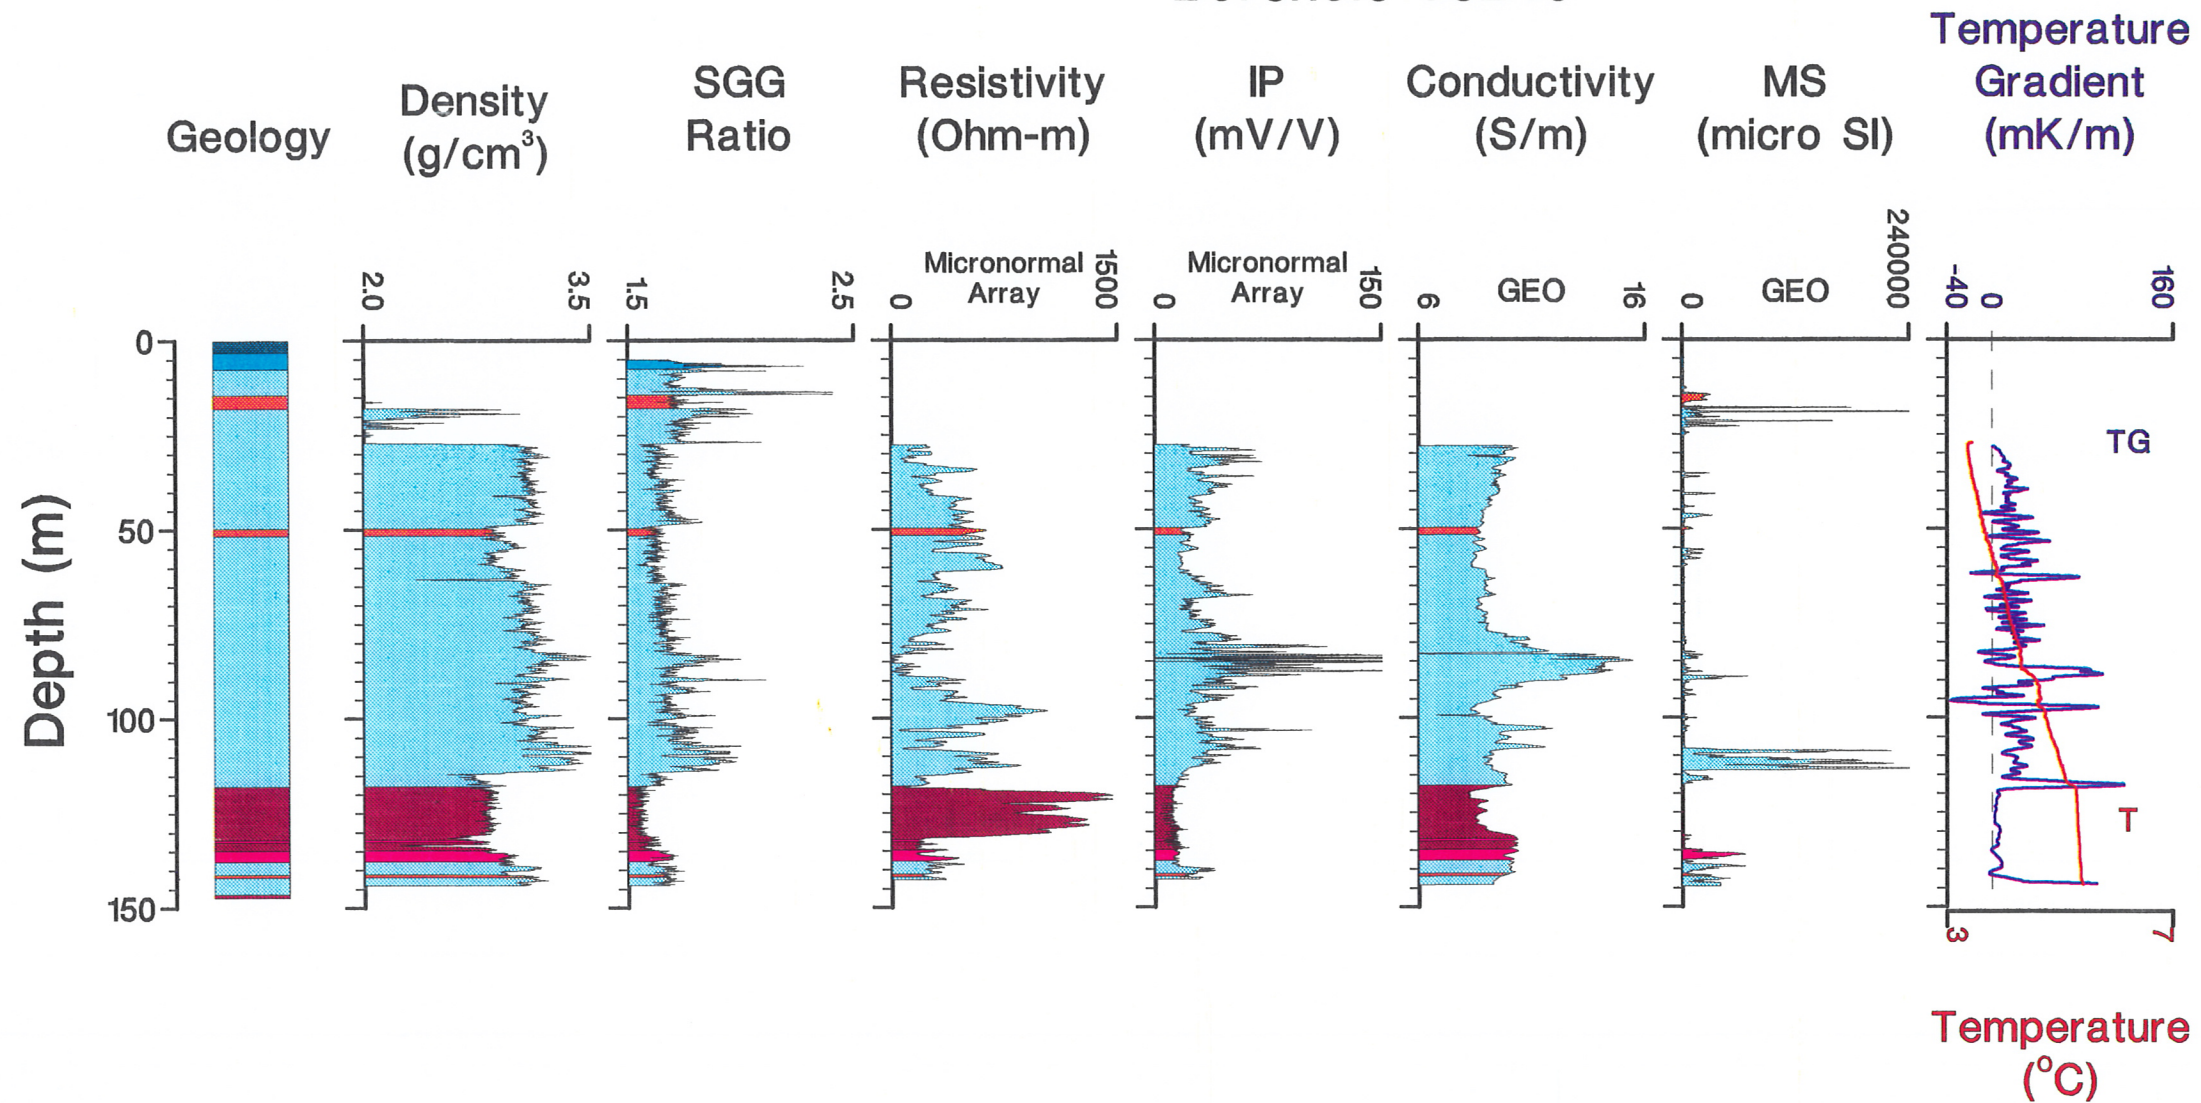 Temperature
Gradient
(mK/m)
Geology
Density
(g/cm³)
SGG
Ratio
Resistivity
(Ohm-m)
IP
(mV/V)
Conductivity
(S/m)
MS
(micro SI)
2.0 3.5
1.5 2.5
Micronormal
Array
0 1500
Micronormal
Array
0 150
6 GEO 16
0 GEO 240000
-40 0 160
Depth (m)
0
50
100
150
TG
T
3 7
Temperature
(°C)